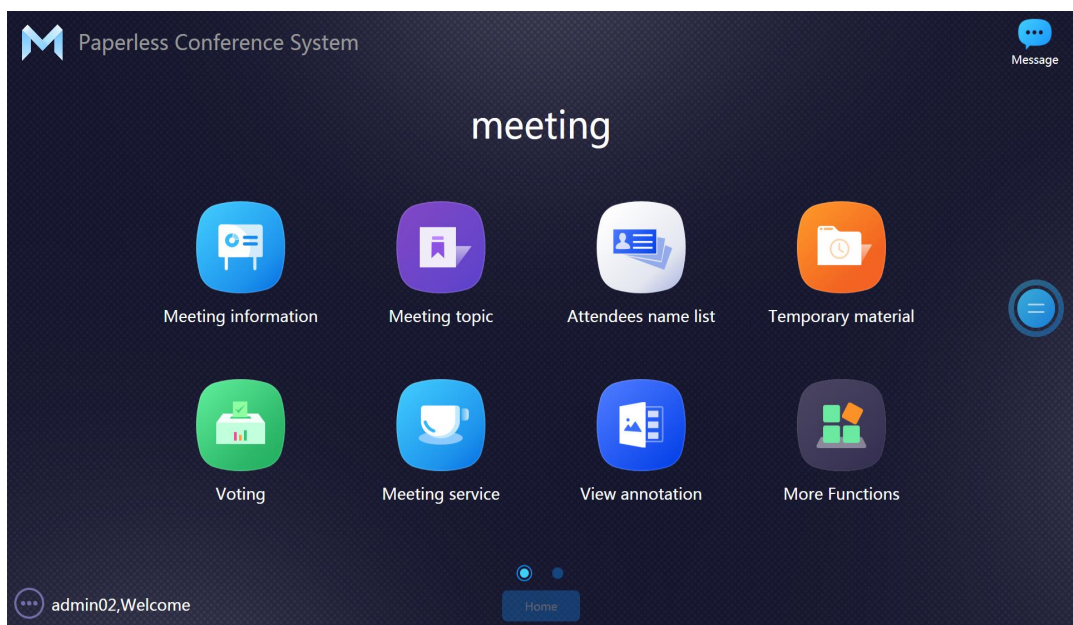 Paperless Conference System
Message
meeting
Meeting information
Meeting topic
Attendees name list
Temporary material
Voting
Meeting service
View annotation
More Functions
admin02,Welcome
Home